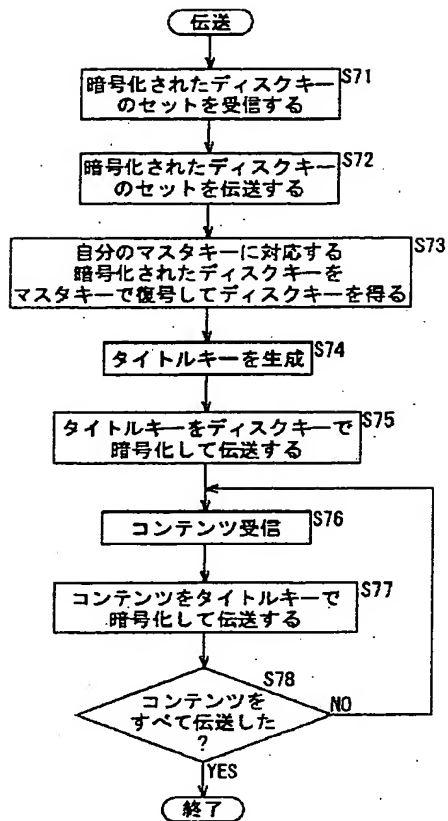 伝送
S71
暗号化されたディスクキー
のセットを受信する
S72
暗号化されたディスクキー
のセットを伝送する
S73
自分のマスタキーに対応する
暗号化されたディスクキーを
マスタキーで復号してディスクキーを得る
S74
タイトルキーを生成
S75
タイトルキーをディスクキーで
暗号化して伝送する
S76
コンテンツ受信
S77
コンテンツをタイトルキーで
暗号化して伝送する
S78
コンテンツを
すべて伝送した
?
NO
YES
終了